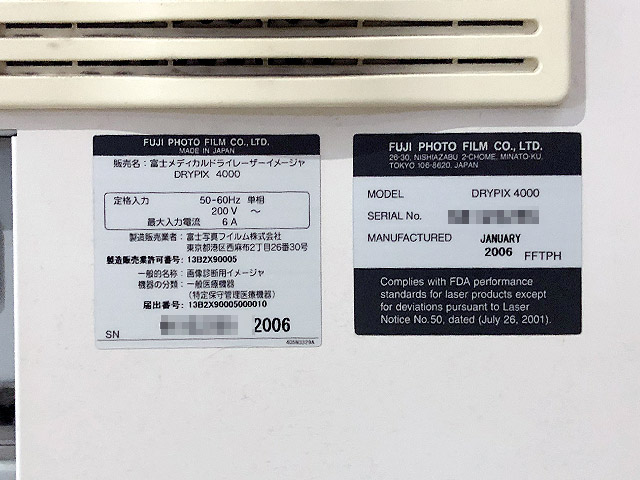 FUJI PHOTO FILM CO., LTD.
MADE IN JAPAN
販売名：富士メディカルドライレーザーイメージャ
DRYPIX 4000
定格入力 50-60Hz 単相
200 V ～
最大入力電流 6 A
製造販売業者：富士写真フイルム株式会社
東京都港区西麻布2丁目26番30号
製造販売業許可番号：13B2X90005
一般的名称：画像診断用イメージャ
機器の分類：一般医療機器
（特定保守管理医療機器）
届出番号：13B2X90005000010
SN 2006
FUJI PHOTO FILM CO., LTD.
26-30, NISHIAZABU 2-CHOME, MINATO-KU,
TOKYO 106-8620, JAPAN
MODEL DRYPIX 4000
SERIAL No.
MANUFACTURED JANUARY
2006 FFTPH
Complies with FDA performance
standards for laser products except
for deviations pursuant to Laser
Notice No.50, dated (July 26, 2001).